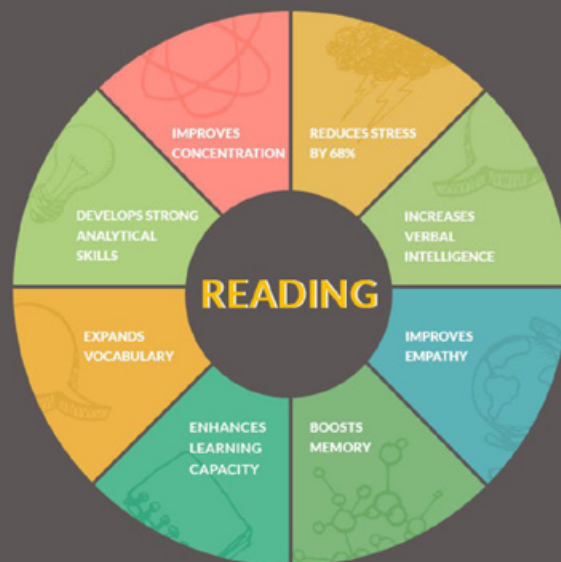 IMPROVES
CONCENTRATION
REDUCES STRESS
BY 68%
DEVELOPS STRONG
ANALYTICAL
SKILLS
INCREASES
VERBAL
INTELLIGENCE
READING
EXPANDS
VOCABULARY
IMPROVES
EMPATHY
ENHANCES
LEARNING
CAPACITY
BOOSTS
MEMORY